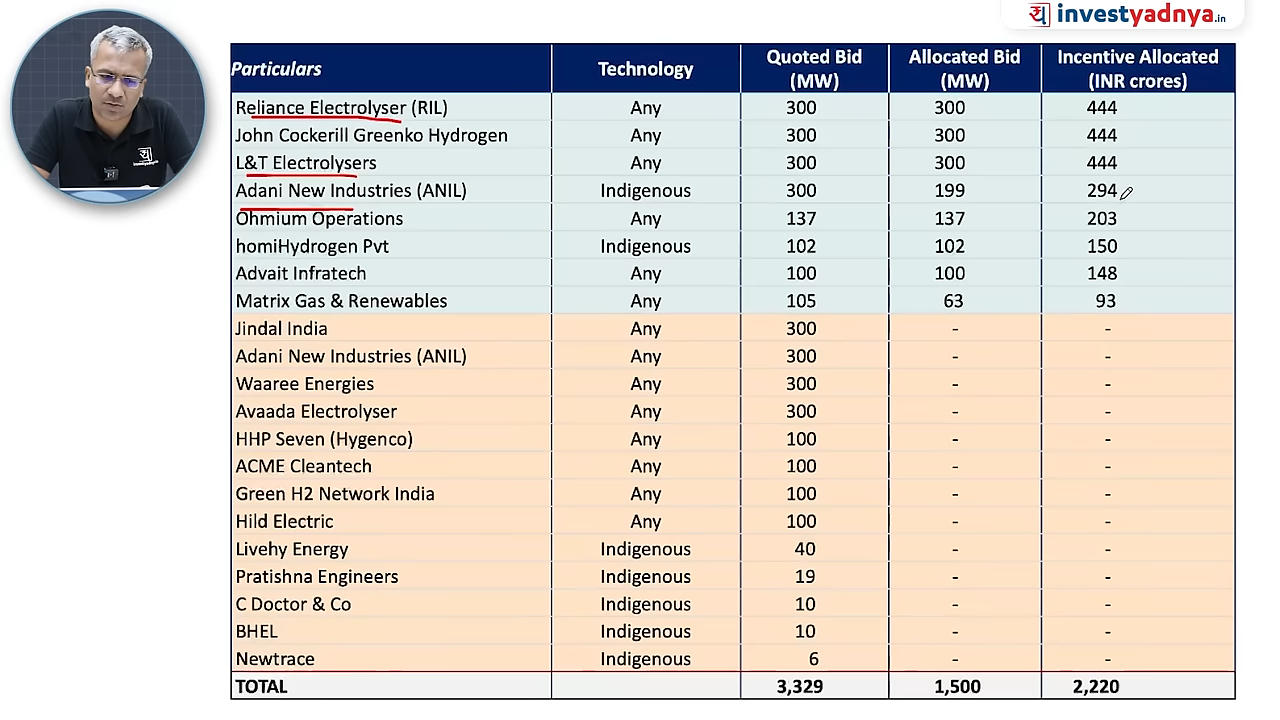 investyadnya.in
Particulars Technology Quoted Bid (MW) Allocated Bid (MW) Incentive Allocated (INR crores)
Reliance Electrolyser (RIL) Any 300 300 444
John Cockerill Greenko Hydrogen Any 300 300 444
L&T Electrolysers Any 300 300 444
Adani New Industries (ANIL) Indigenous 300 199 294
Ohmium Operations Any 137 137 203
homiHydrogen Pvt Indigenous 102 102 150
Advait Infratech Any 100 100 148
Matrix Gas & Renewables Any 105 63 93
Jindal India Any 300 - -
Adani New Industries (ANIL) Any 300 - -
Waaree Energies Any 300 - -
Avaada Electrolyser Any 300 - -
HHP Seven (Hygenco) Any 100 - -
ACME Cleantech Any 100 - -
Green H2 Network India Any 100 - -
Hild Electric Any 100 - -
Livehy Energy Indigenous 40 - -
Pratishna Engineers Indigenous 19 - -
C Doctor & Co Indigenous 10 - -
BHEL Indigenous 10 - -
Newtrace Indigenous 6 - -
TOTAL 3,329 1,500 2,220